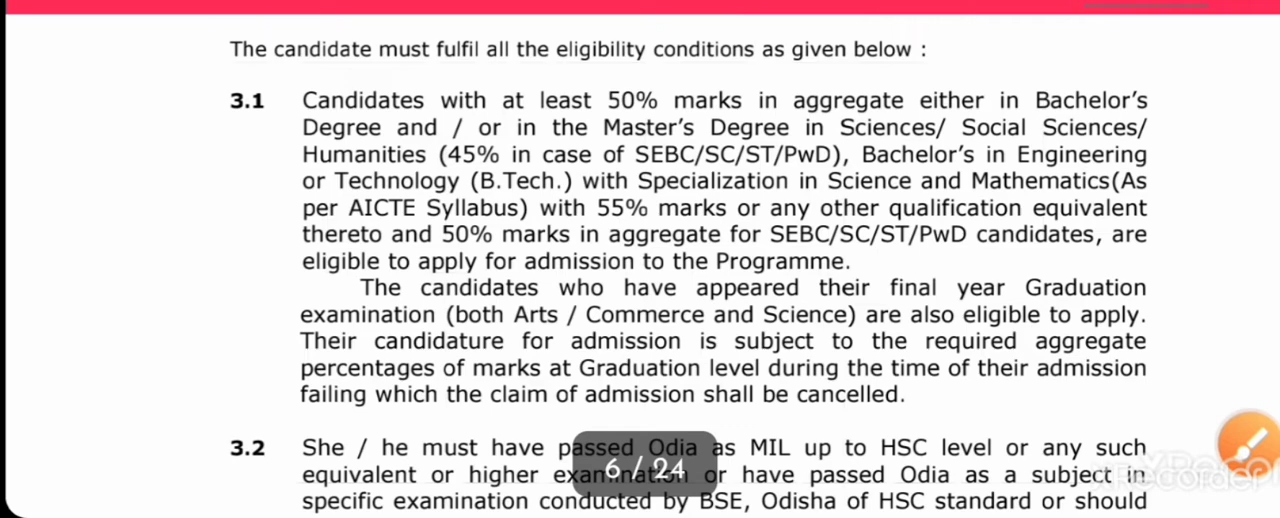 The candidate must fulfil all the eligibility conditions as given below :
3.1 Candidates with at least 50% marks in aggregate either in Bachelor's
Degree and / or in the Master's Degree in Sciences/ Social Sciences/
Humanities (45% in case of SEBC/SC/ST/PwD), Bachelor's in Engineering
or Technology (B.Tech.) with Specialization in Science and Mathematics(As
per AICTE Syllabus) with 55% marks or any other qualification equivalent
thereto and 50% marks in aggregate for SEBC/SC/ST/PwD candidates, are
eligible to apply for admission to the Programme.
The candidates who have appeared their final year Graduation
examination (both Arts / Commerce and Science) are also eligible to apply.
Their candidature for admission is subject to the required aggregate
percentages of marks at Graduation level during the time of their admission
failing which the claim of admission shall be cancelled.
3.2 She / he must have passed Odia as MIL up to HSC level or any such
equivalent or higher examination or have passed Odia as a subject in
specific examination conducted by BSE, Odisha of HSC standard or should
6 / 24